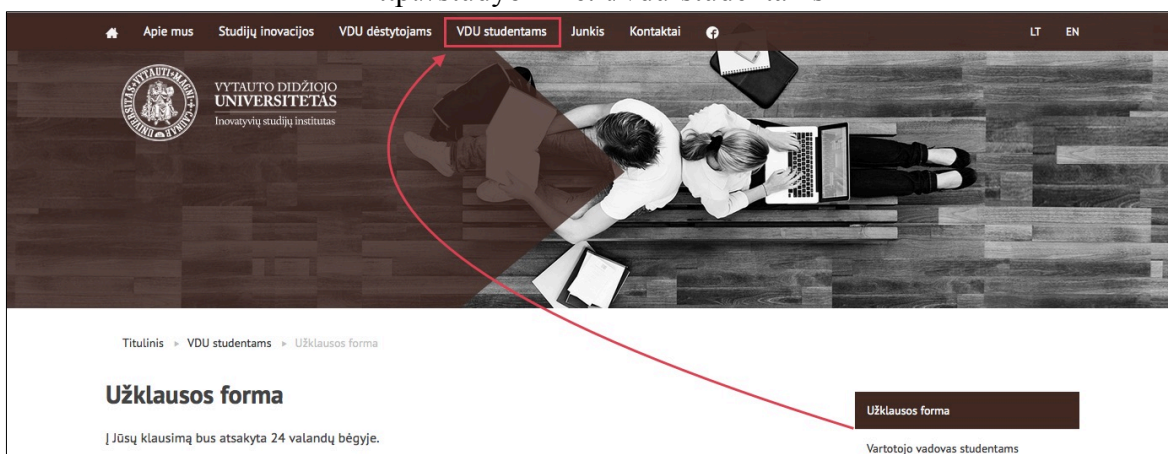 Apie mus Studijų inovacijos VDU dėstytojams VDU studentams Junkis Kontaktai LT EN
VYTAUTO DIDŽIOJO
UNIVERSITETAS
Inovatyvių studijų institutas
Titulinis ▸ VDU studentams ▸ Užklausos forma
Užklausos forma
Į Jūsų klausimą bus atsakyta 24 valandų bėgyje.
Užklausos forma
Vartotojo vadovas studentams